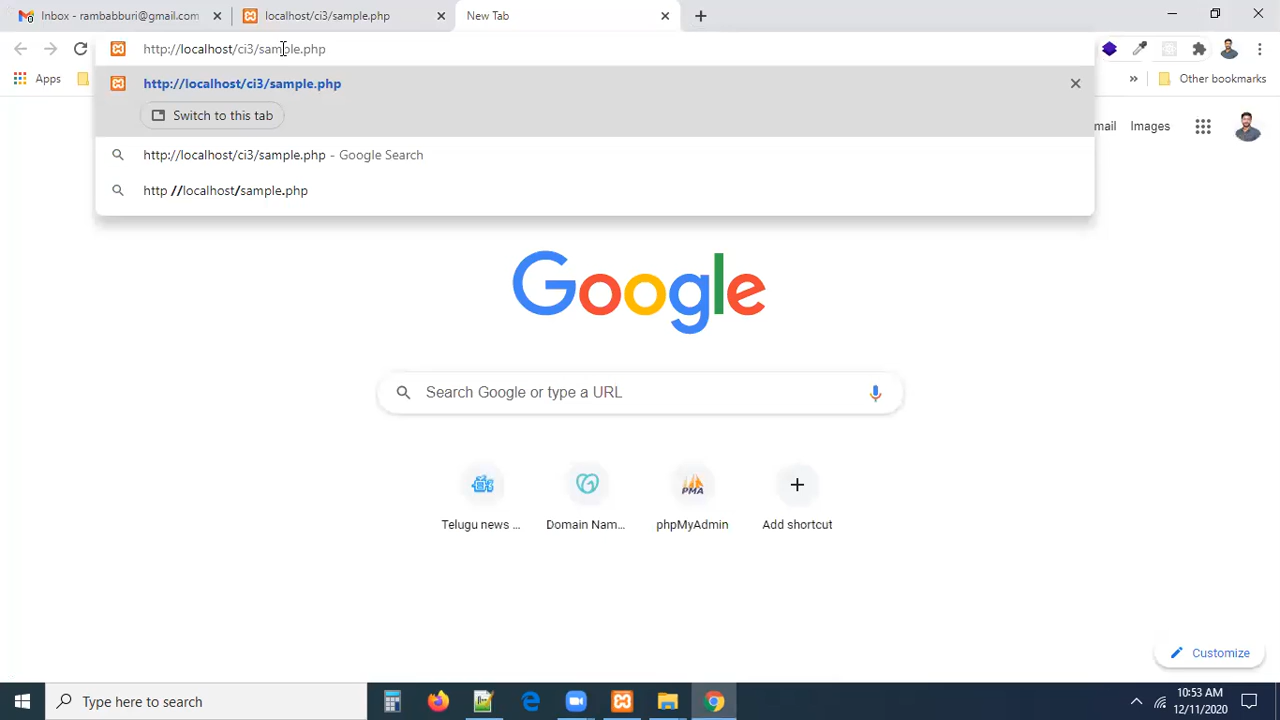 Inbox - rambabburi@gmail.com
localhost/ci3/sample.php
New Tab
http://localhost/ci3/sample.php
Apps
Other bookmarks
http://localhost/ci3/sample.php
Switch to this tab
mail Images
http://localhost/ci3/sample.php - Google Search
http //localhost/sample.php
Google
Search Google or type a URL
PMA
Telugu news ...
Domain Nam...
phpMyAdmin
Add shortcut
Customize
Type here to search
10:53 AM
12/11/2020